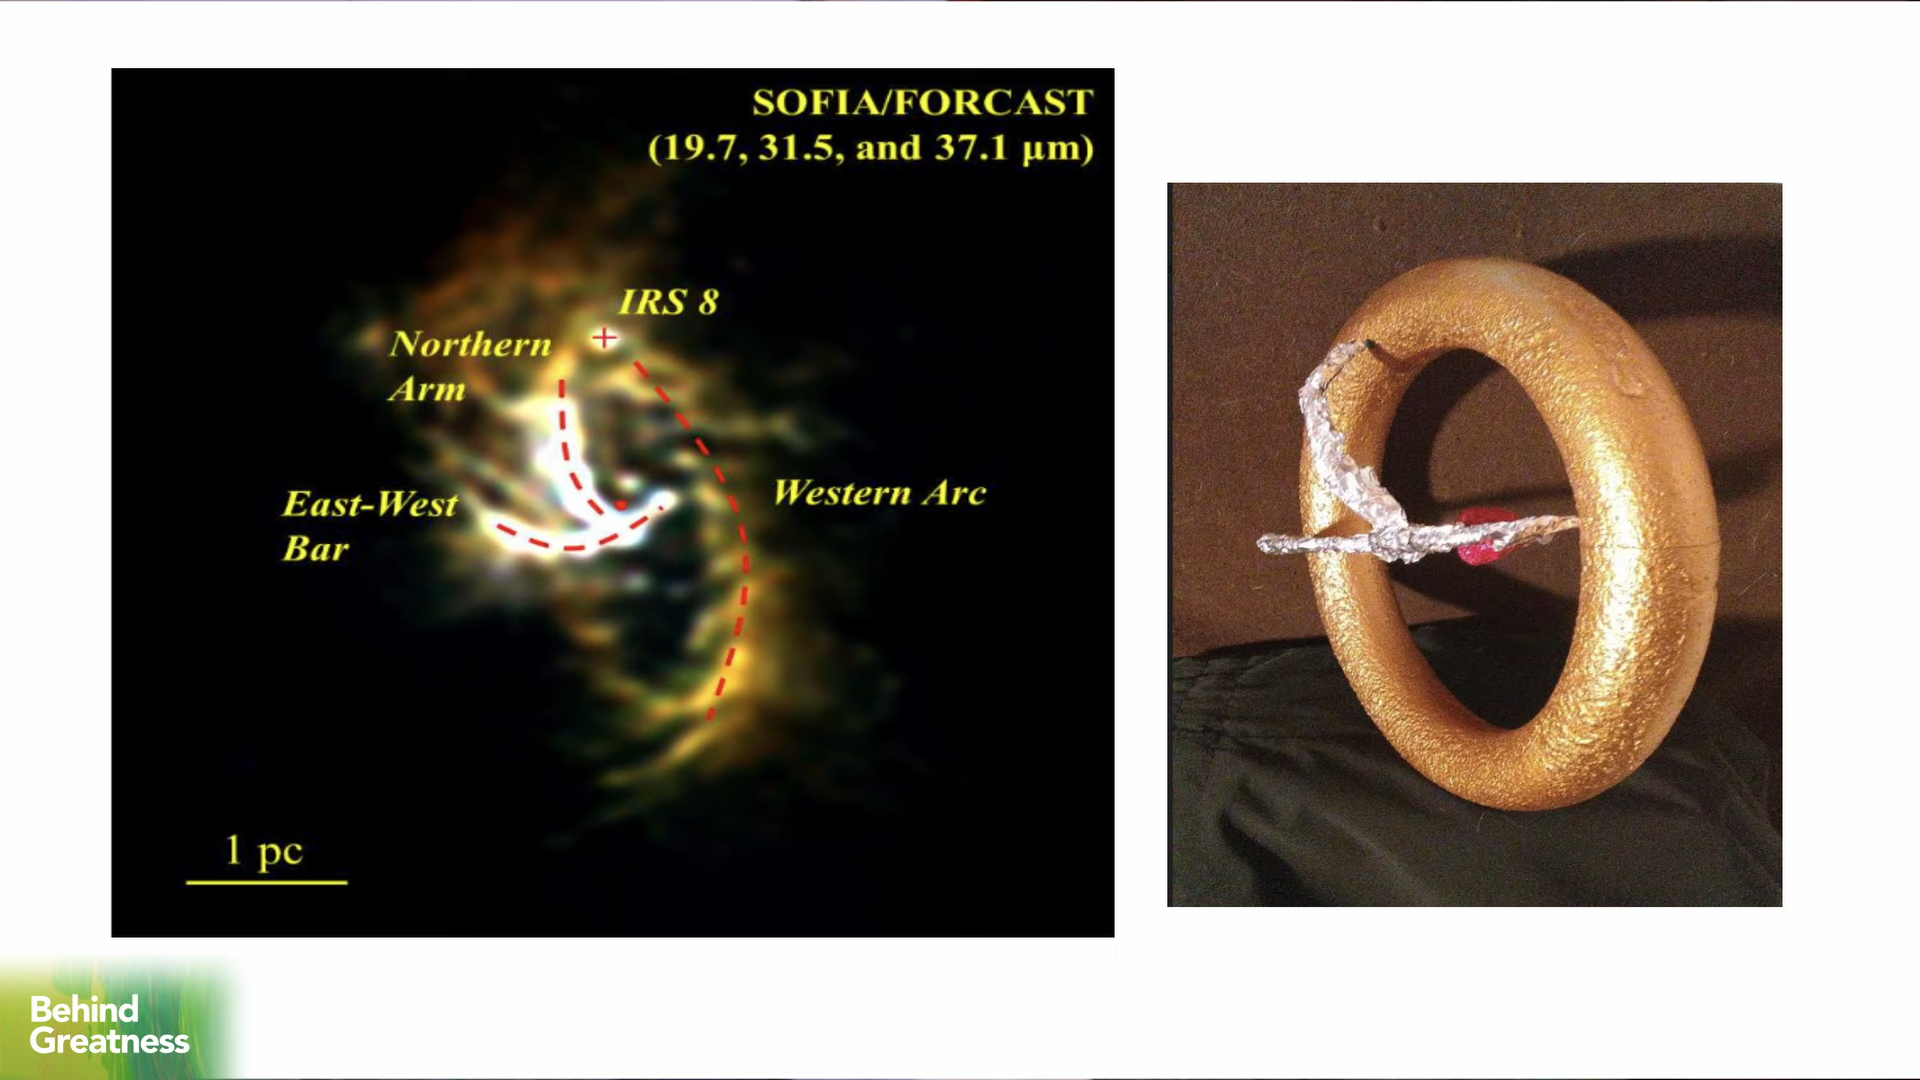 SOFIA/FORCAST
(19.7, 31.5, and 37.1 µm)
IRS 8
Northern
Arm
East-West
Bar
Western Arc
1 pc
Behind
Greatness